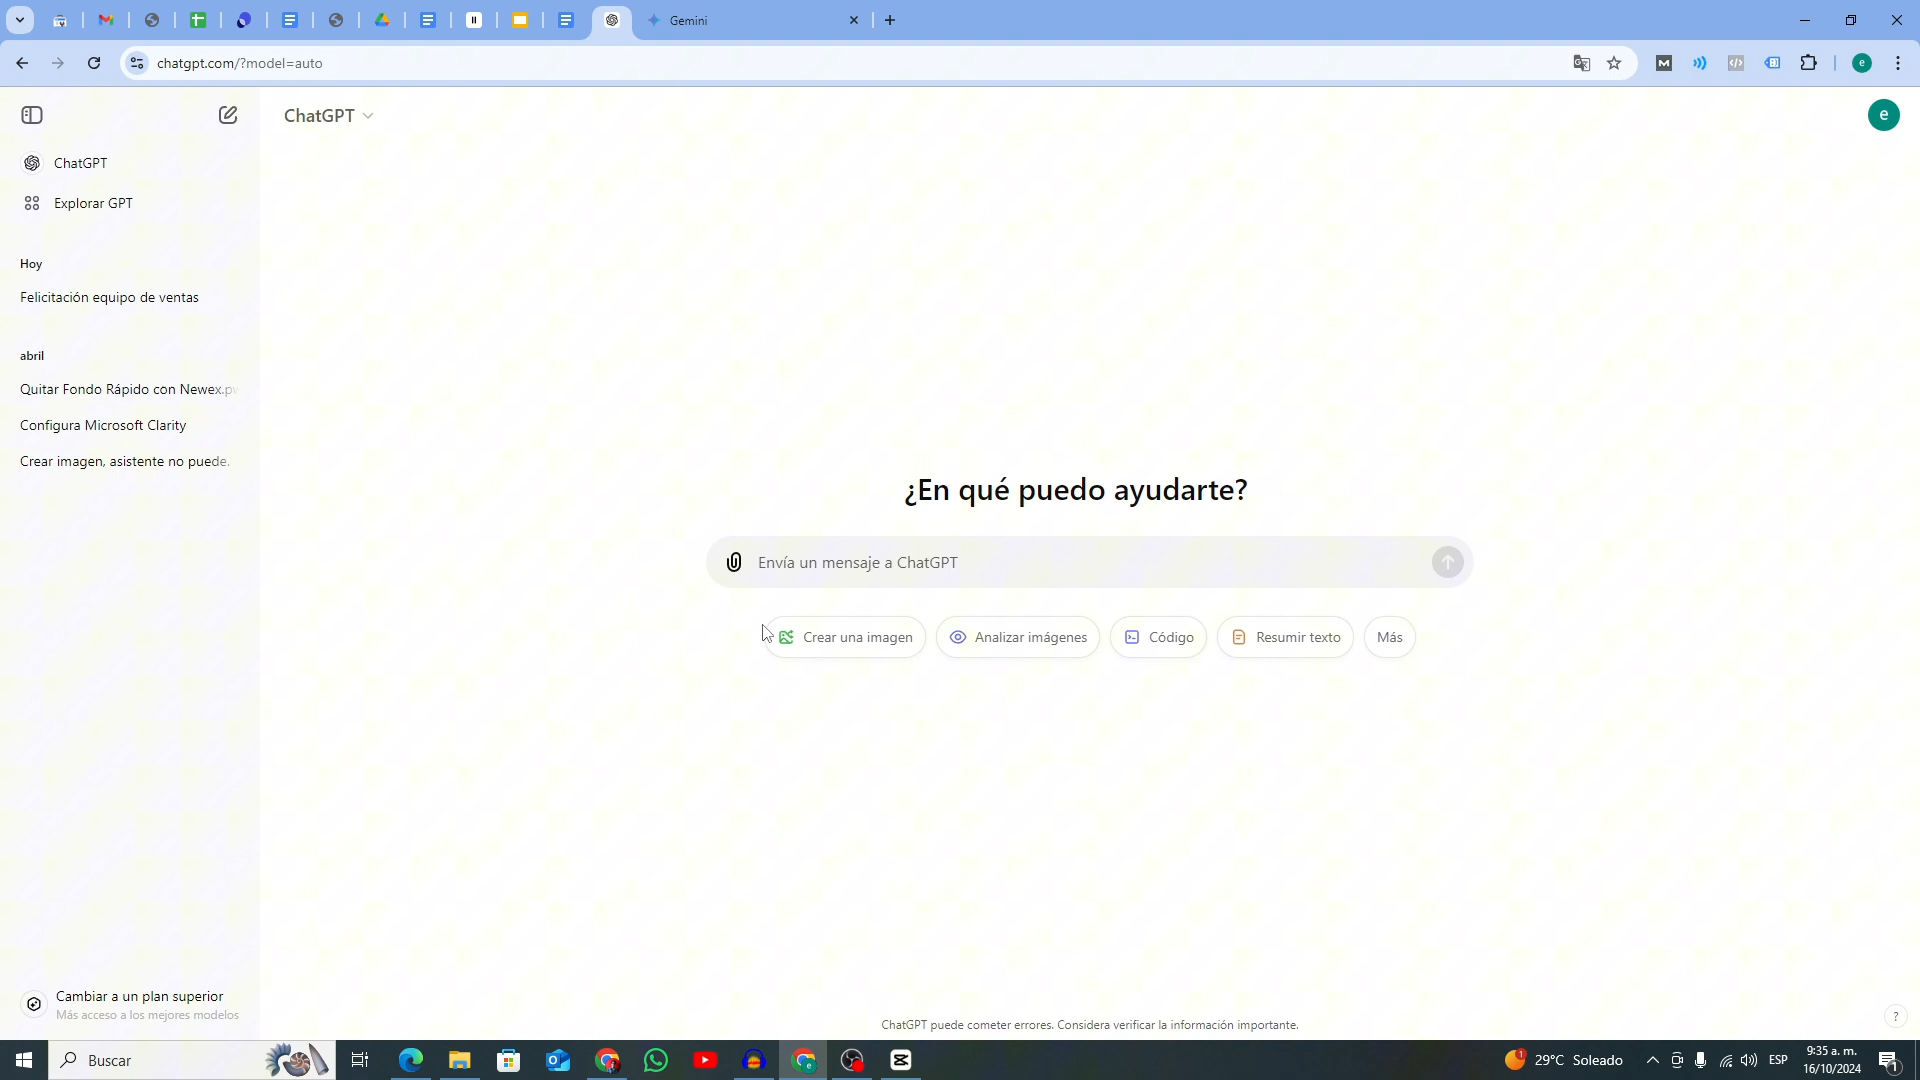 Gemini
chatgpt.com/?model=auto
e
ChatGPT
e
ChatGPT
Explorar GPT
Hoy
Felicitación equipo de ventas
abril
Quitar Fondo Rápido con Newex.pw
Configura Microsoft Clarity
Crear imagen, asistente no puede.
¿En qué puedo ayudarte?
Envía un mensaje a ChatGPT
Crear una imagen
Analizar imágenes
Código
Resumir texto
Más
Cambiar a un plan superior
Más acceso a los mejores modelos
ChatGPT puede cometer errores. Considera verificar la información importante.
?
Buscar
1
29°C Soleado
ESP
9:35 a. m.
16/10/2024
1